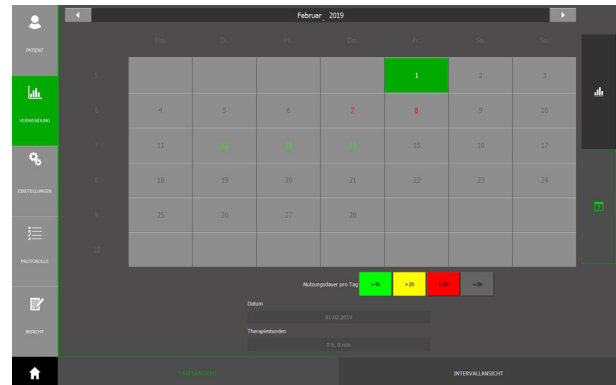 Februar 2019
PATIENT
Mo. Di. Mi. Do. Fr. Sa. So.
5 1 2 3
VERWENDUNG
6 4 5 6 7 8 9 10
7 11 12 13 14 15 16 17
EINSTELLUNGEN
8 18 19 20 21 22 23 24
9 25 26 27 28
PROTOKOLLE
10
Nutzungsdauer pro Tag >4h >2h >0h =0h
Datum
01.02.2019
BERICHT
Therapiestunden
0 h, 0 min
INTERVALLANSICHT